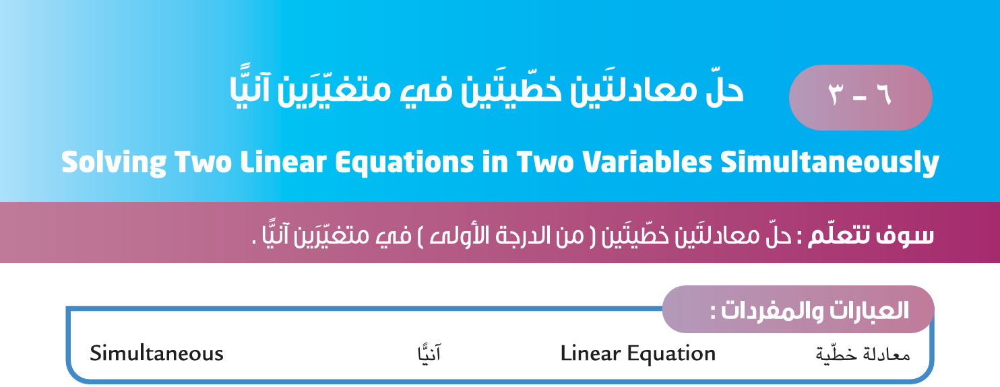 ٦ – ٣ حلّ معادلتَين خطّيتَين في متغيّرَين آنيًّا
Solving Two Linear Equations in Two Variables Simultaneously
سوف تتعلّم : حلّ معادلتَين خطّيتَين ( من الدرجة الأولى ) في متغيّرَين آنيًّا .
العبارات والمفردات :
معادلة خطّية Linear Equation آنيًّا Simultaneous